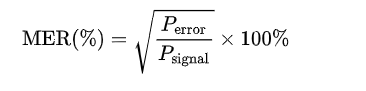 MER(%) = √(P_error / P_signal) × 100%